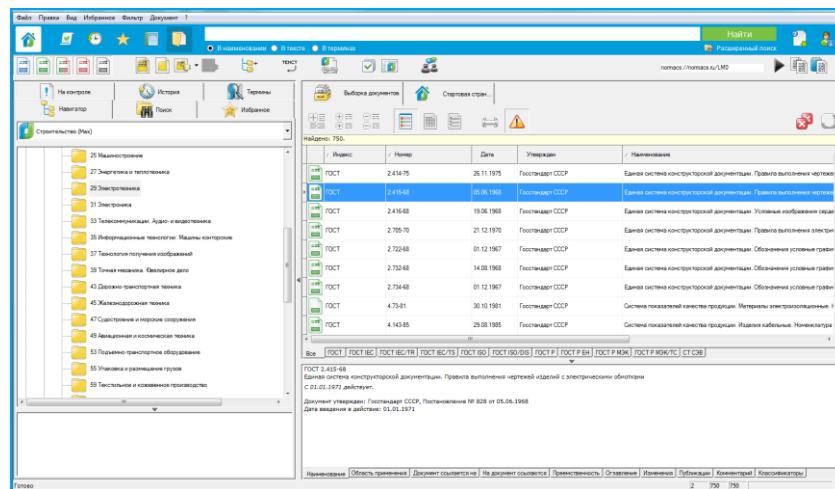 Файл Правка Вид Избранное Фильтр Документ ?
Найти
В наименовании В тексте В терминах
Расширенный поиск
ТЕКСТ
normacs://normacs.ru/LM0
На контроле История Термины
Навигатор Поиск Избранное
Строительство (Max)
25 Машиностроение
27 Энергетика и теплотехника
29 Электротехника
31 Электроника
33 Телекоммуникации. Аудио- и видеотехника
35 Информационные технологии. Машины конторские
37 Технология получения изображений
39 Точная механика. Ювелирное дело
43 Дорожно-транспортная техника
45 Железнодорожная техника
47 Судостроение и морские сооружения
49 Авиационная и космическая техника
53 Подъемно-транспортное оборудование
55 Упаковка и размещение грузов
59 Текстильное и кожевенное производство
Выборка документов Стартовая стран...
Найдено: 750.
Индекс Номер Дата Утвержден Наименование
ГОСТ 2.414-75 26.11.1975 Госстандарт СССР Единая система конструкторской документации. Правила выполнения чертеже
ГОСТ 2.415-68 05.06.1968 Госстандарт СССР Единая система конструкторской документации. Правила выполнения чертеже
ГОСТ 2.416-68 19.06.1968 Госстандарт СССР Единая система конструкторской документации. Условные изображения серде
ГОСТ 2.705-70 21.12.1970 Госстандарт СССР Единая система конструкторской документации. Правила выполнения электри
ГОСТ 2.722-68 01.12.1967 Госстандарт СССР Единая система конструкторской документации. Обозначения условные графи
ГОСТ 2.732-68 14.08.1968 Госстандарт СССР Единая система конструкторской документации. Обозначения условные графи
ГОСТ 2.734-68 01.12.1967 Госстандарт СССР Единая система конструкторской документации. Обозначения условные графи
ГОСТ 4.73-81 30.10.1981 Госстандарт СССР Система показателей качества продукции. Материалы электроизоляционные. Н
ГОСТ 4.143-85 29.08.1985 Госстандарт СССР Система показателей качества продукции. Изделия кабельные. Номенклатура
Все ГОСТ ГОСТ IEC ГОСТ IEC/TR ГОСТ IEC/TS ГОСТ ISO ГОСТ ISO/DIS ГОСТ Р ГОСТ Р ЕН ГОСТ Р МЭК ГОСТ Р МЭК/ТС СТ СЭВ
ГОСТ 2.415-68
Единая система конструкторской документации. Правила выполнения чертежей изделий с электрическими обмотками
С 01.01.1971 действует.
Документ утвержден: Госстандарт СССР, Постановление № 828 от 05.06.1968
Дата введения в действие: 01.01.1971
Наименование Область применения Документ ссылается на На документ ссылаются Преемственность Оглавление Изменения Публикации Комментарий Классификаторы
Готово 2 750 750